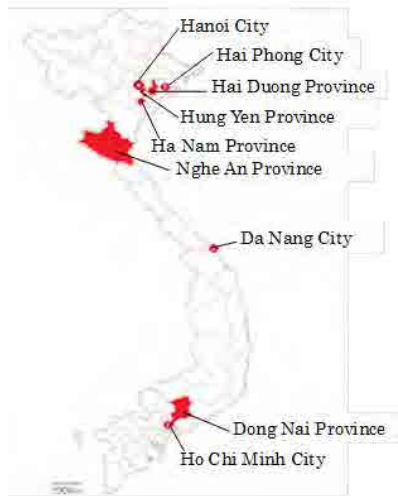 Hanoi City
Hai Phong City
Hai Duong Province
Hung Yen Province
Ha Nam Province
Nghe An Province
Da Nang City
Dong Nai Province
Ho Chi Minh City